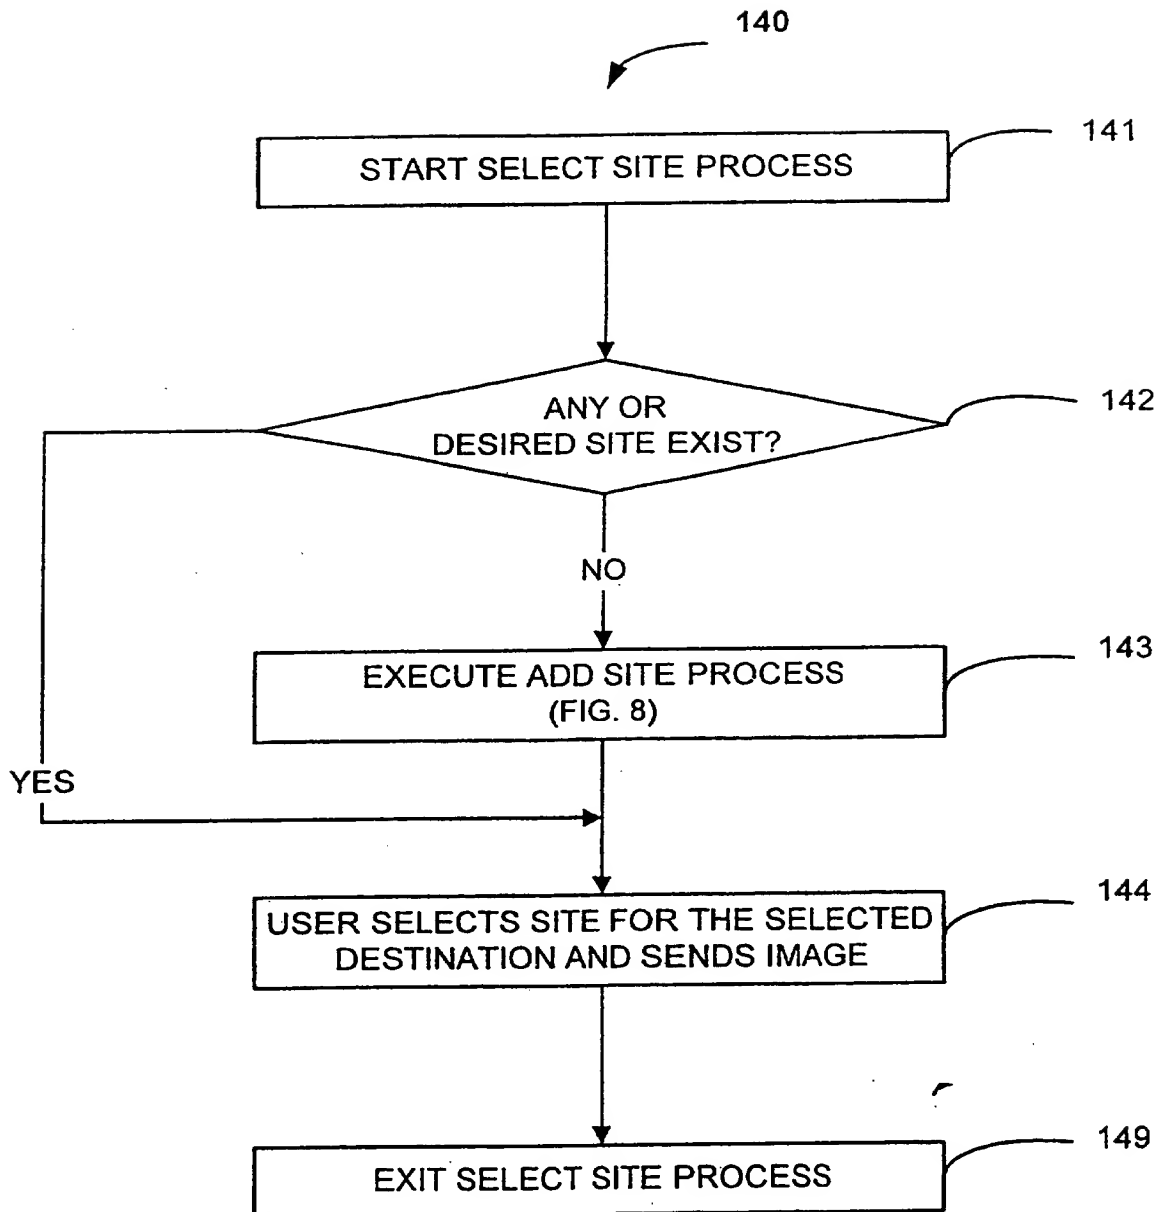 140
START SELECT SITE PROCESS
141
ANY OR
DESIRED SITE EXIST?
142
NO
EXECUTE ADD SITE PROCESS
(FIG. 8)
143
YES
USER SELECTS SITE FOR THE SELECTED
DESTINATION AND SENDS IMAGE
144
EXIT SELECT SITE PROCESS
149